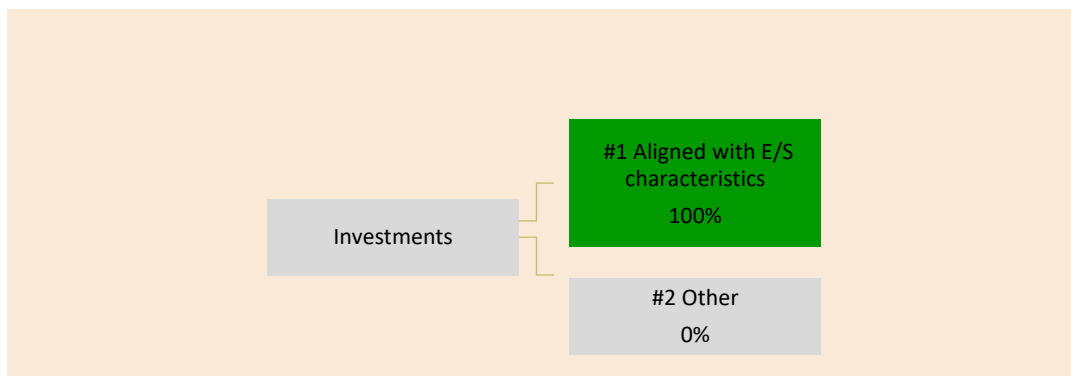 #1 Aligned with E/S
characteristics
100%
Investments
#2 Other
0%